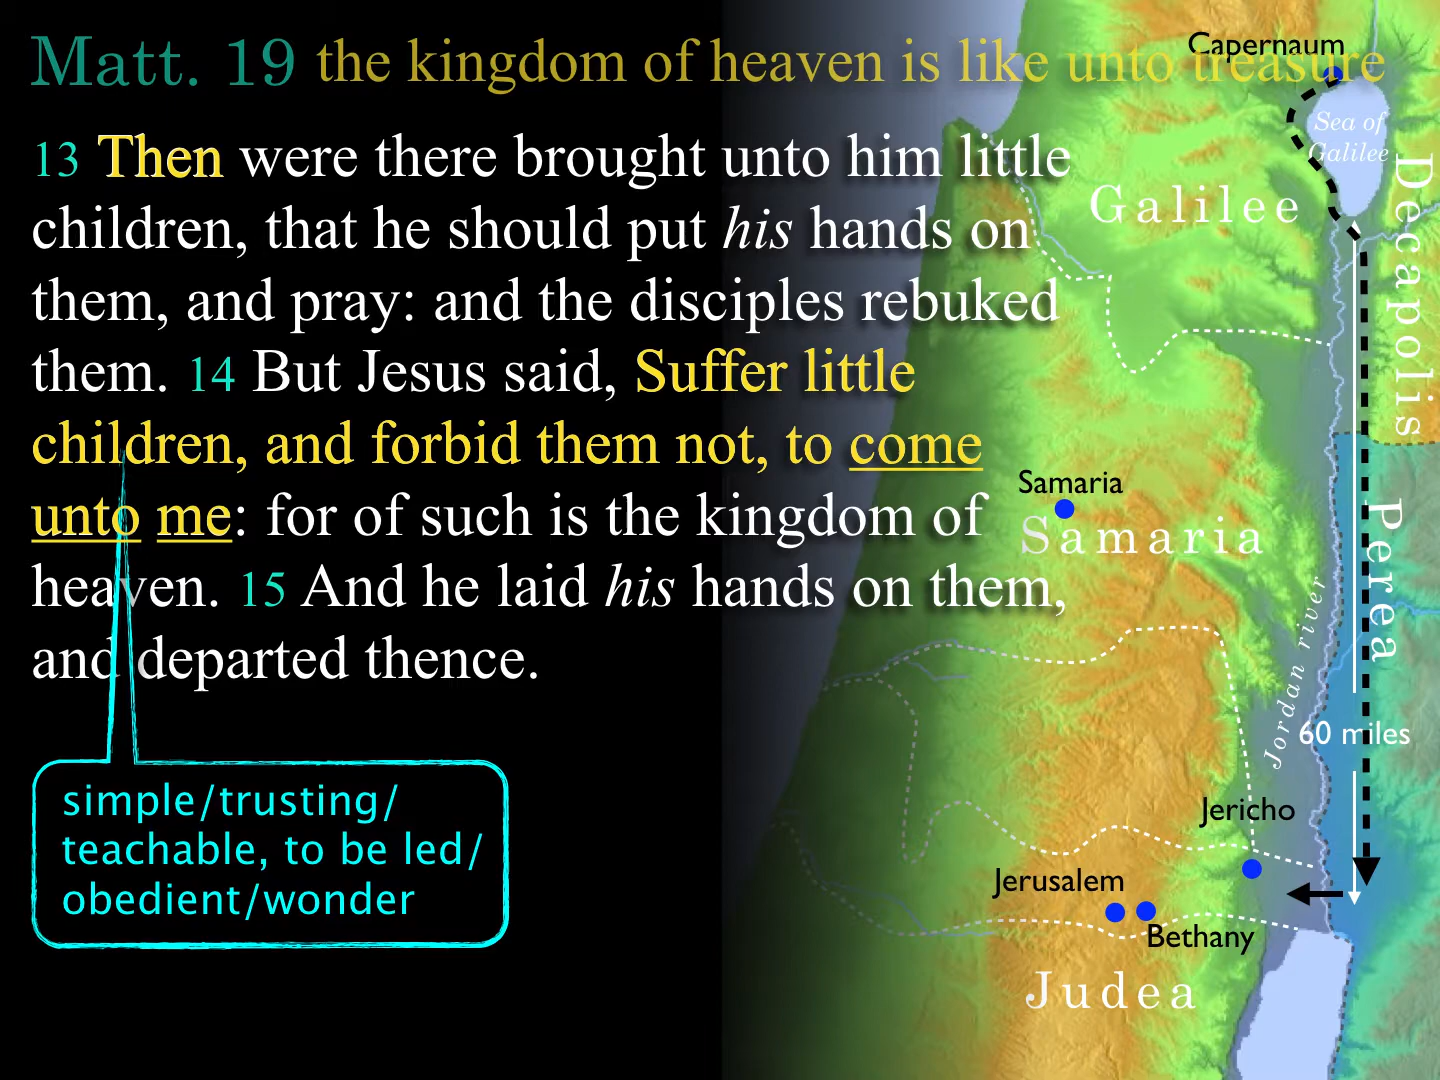 Matt. 19 the kingdom of heaven is like unto treasure
13 Then were there brought unto him little
children, that he should put his hands on
them, and pray: and the disciples rebuked
them. 14 But Jesus said, Suffer little
children, and forbid them not, to come
unto me: for of such is the kingdom of
heaven. 15 And he laid his hands on them,
and departed thence.
simple/trusting/
teachable, to be led/
obedient/wonder
Capernaum
Sea of
Galilee
Galilee
Decapolis
Samaria
Samaria
Perea
Jordan river
60 miles
Jericho
Jerusalem
Bethany
Judea